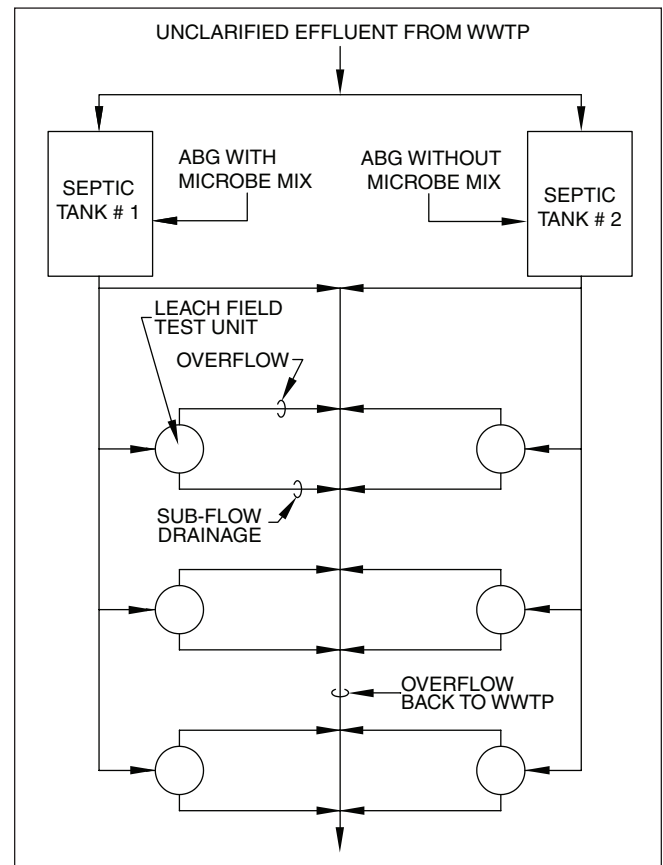 UNCLARIFIED EFFLUENT FROM WWTP
SEPTIC
TANK # 1
ABG WITH
MICROBE MIX
ABG WITHOUT
MICROBE MIX
SEPTIC
TANK # 2
LEACH FIELD
TEST UNIT
OVERFLOW
SUB-FLOW
DRAINAGE
OVERFLOW
BACK TO WWTP